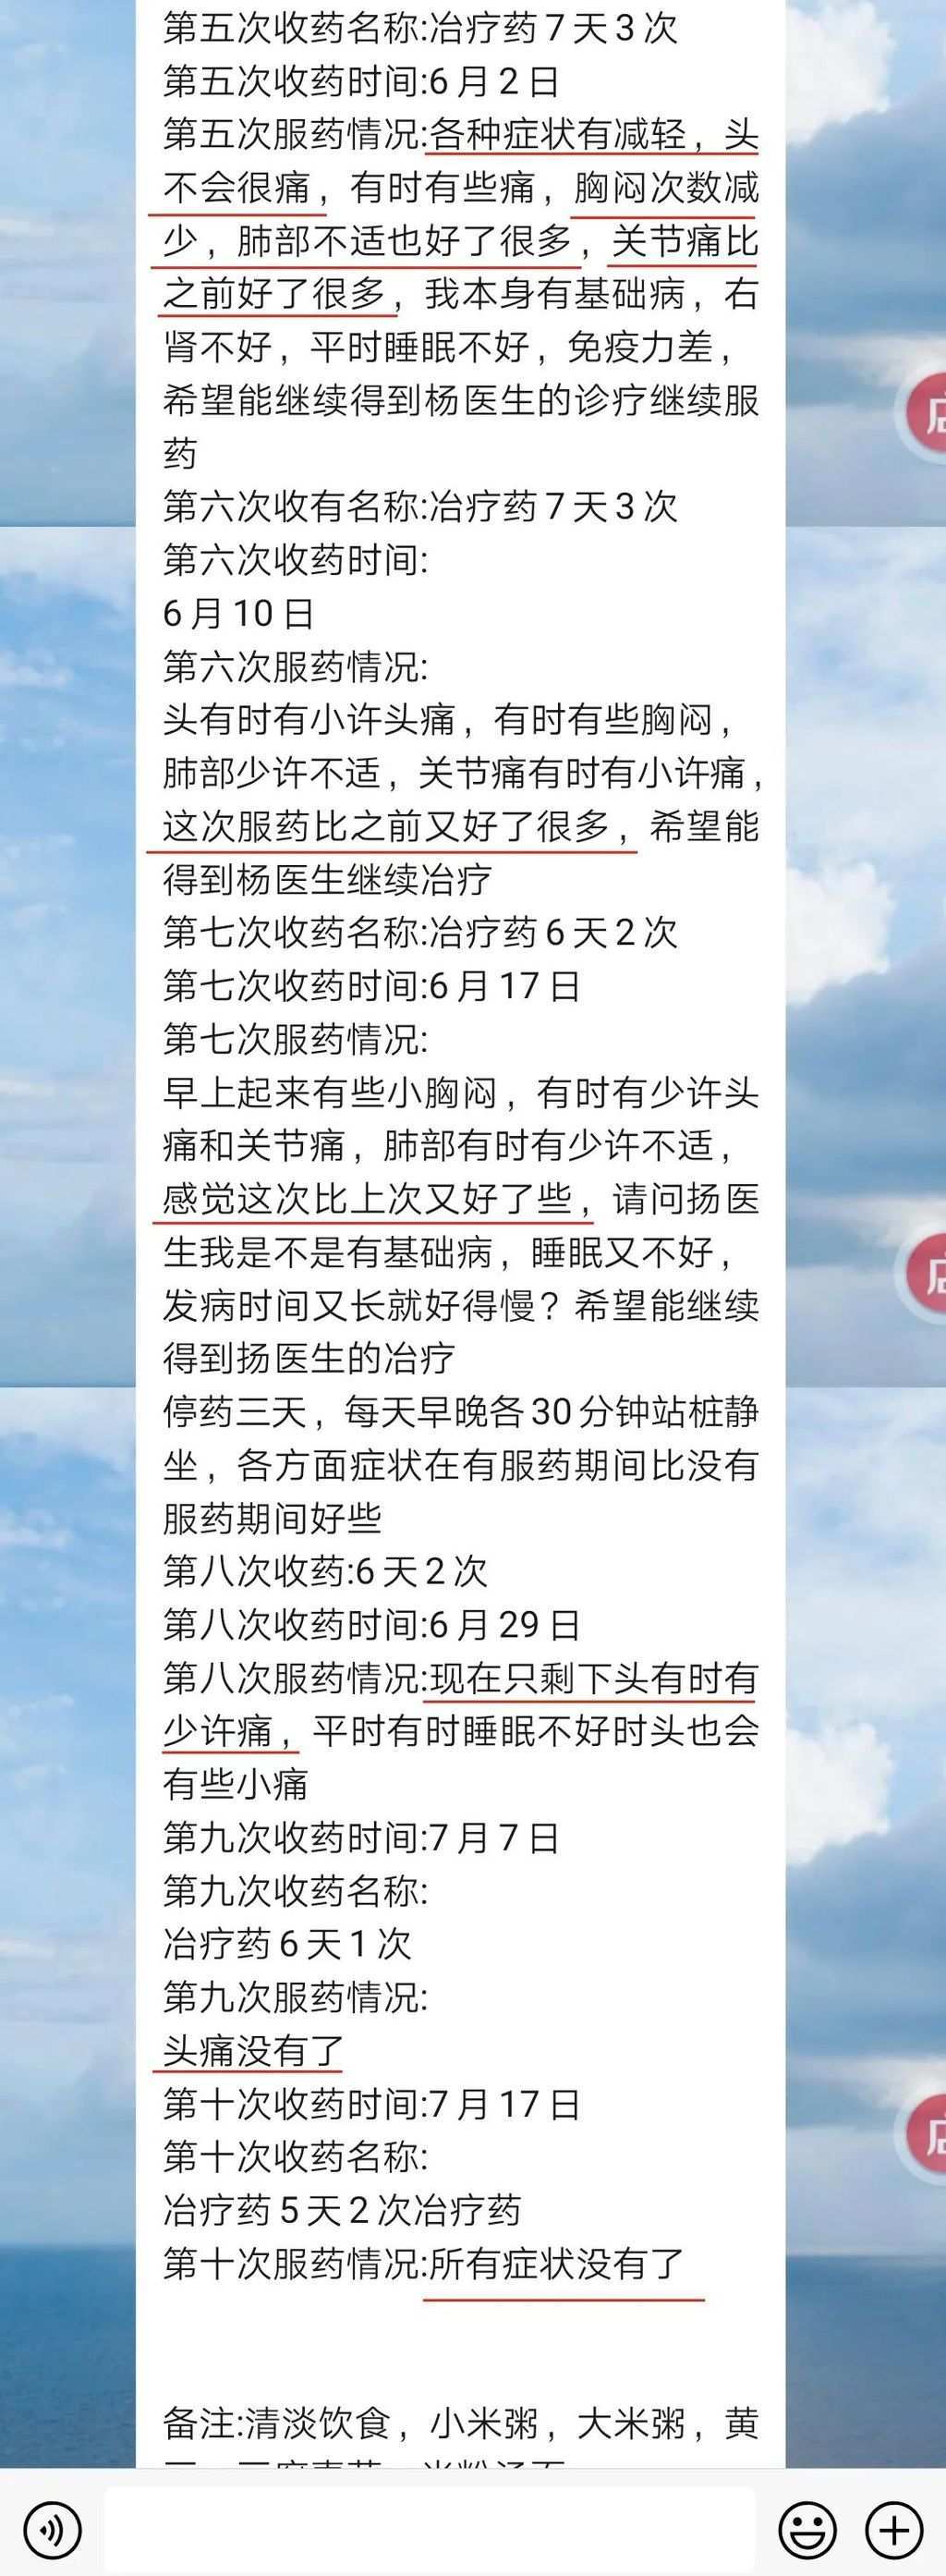 第五次收药名称:冶疗药7天3次
第五次收药时间:6月2日
第五次服药情况:各种症状有减轻，头
不会很痛，有时有些痛，胸闷次数减
少，肺部不适也好了很多，关节痛比
之前好了很多，我本身有基础病，右
肾不好，平时睡眠不好，免疫力差，
希望能继续得到杨医生的诊疗继续服
药
第六次收有名称:冶疗药7天3次
第六次收药时间:
6月10日
第六次服药情况:
头有时有小许头痛，有时有些胸闷，
肺部少许不适，关节痛有时有小许痛，
这次服药比之前又好了很多，希望能
得到杨医生继续冶疗
第七次收药名称:冶疗药6天2次
第七次收药时间:6月17日
第七次服药情况:
早上起来有些小胸闷，有时有少许头
痛和关节痛，肺部有时有少许不适，
感觉这次比上次又好了些，请问扬医
生我是不是有基础病，睡眠又不好，
发病时间又长就好得慢？希望能继续
得到扬医生的冶疗
停药三天，每天早晚各30分钟站桩静
坐，各方面症状在有服药期间比没有
服药期间好些
第八次收药:6天2次
第八次收药时间:6月29日
第八次服药情况:现在只剩下头有时有
少许痛，平时有时睡眠不好时头也会
有些小痛
第九次收药时间:7月7日
第九次收药名称:
冶疗药6天1次
第九次服药情况:
头痛没有了
第十次收药时间:7月17日
第十次收药名称:
冶疗药5天2次冶疗药
第十次服药情况:所有症状没有了
备注:清淡饮食，小米粥，大米粥，黄